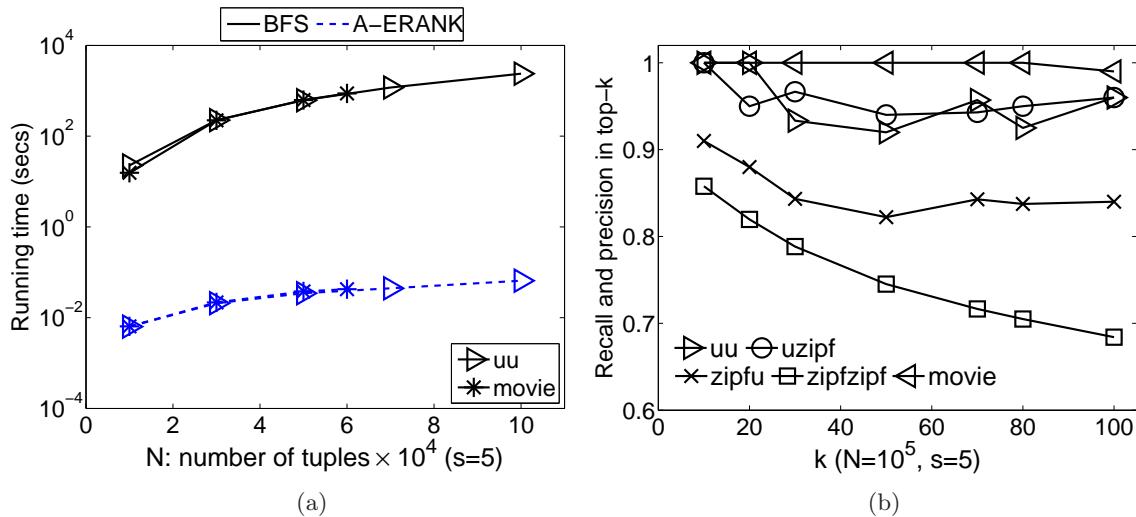 BFS A-ERANK
10^4
10^2
10^0
10^-2
10^-4
Running time (secs)
uu
movie
0 2 4 6 8 10
N: number of tuples × 10^4 (s=5)
(a)
1
0.9
0.8
0.7
0.6
Recall and precision in top-k
uu uzipf
zipfu zipfzipf movie
0 20 40 60 80 100
k (N=10^5, s=5)
(b)